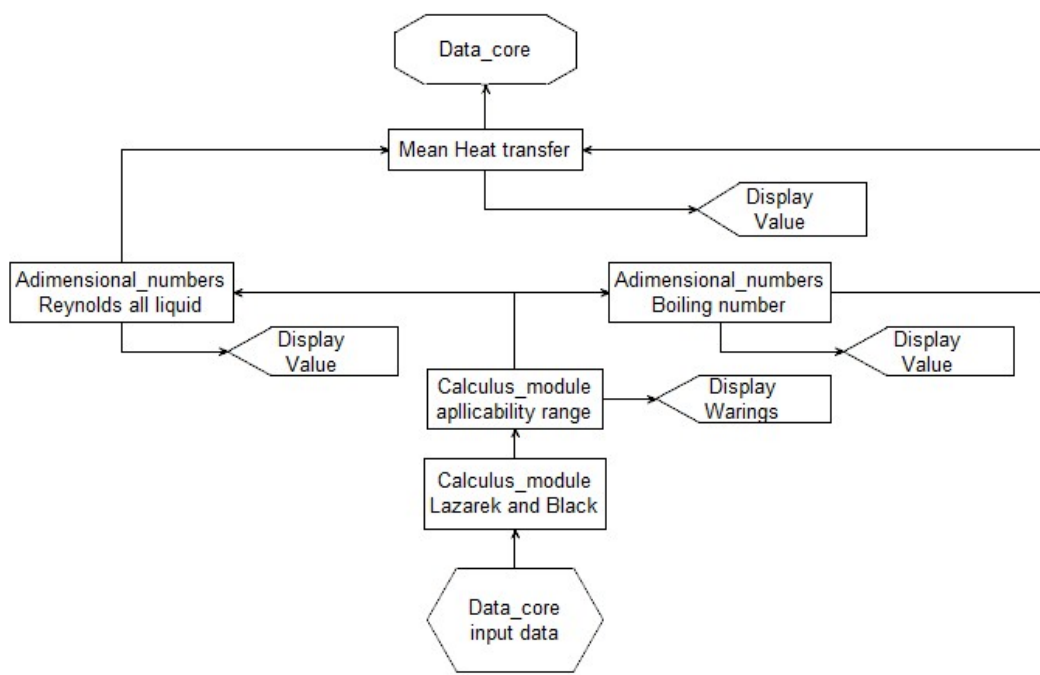 Data_core
Mean Heat transfer
Display
Value
Adimensional_numbers
Reynolds all liquid
Adimensional_numbers
Boiling number
Display
Value
Display
Value
Calculus_module
apllicability range
Display
Warings
Calculus_module
Lazarek and Black
Data_core
input data